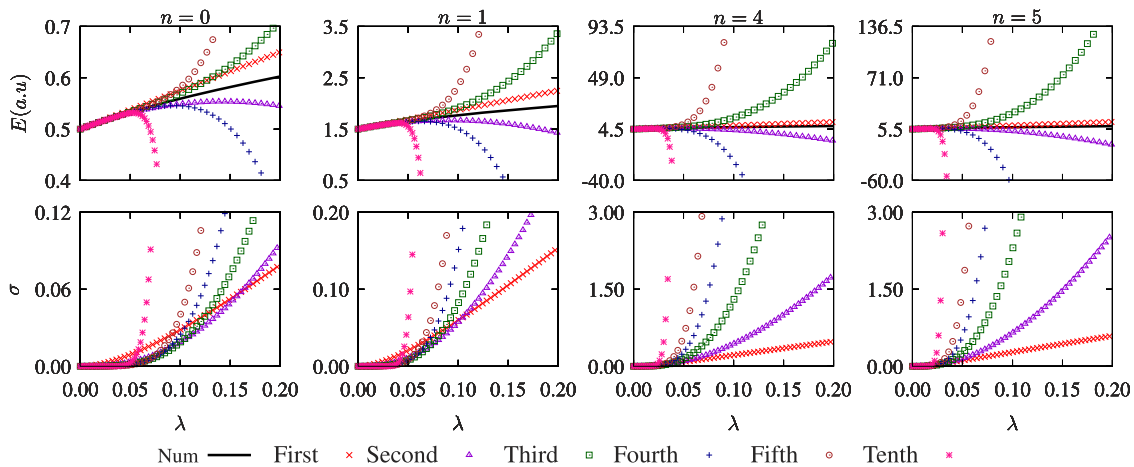 n = 0 n = 1 n = 4 n = 5
0.7 3.5 93.5 136.5
0.6 2.5 49.0 71.0
0.5 1.5 4.5 5.5
0.4 0.5 -40.0 -60.0
E(a.u)
0.12 0.20 3.00 3.00
0.06 0.10 1.50 1.50
0.00 0.00 0.00 0.00
σ
0.00 0.05 0.10 0.15 0.20 0.00 0.05 0.10 0.15 0.20 0.00 0.05 0.10 0.15 0.20 0.00 0.05 0.10 0.15 0.20
λ λ λ λ
Num First Second Third Fourth Fifth Tenth